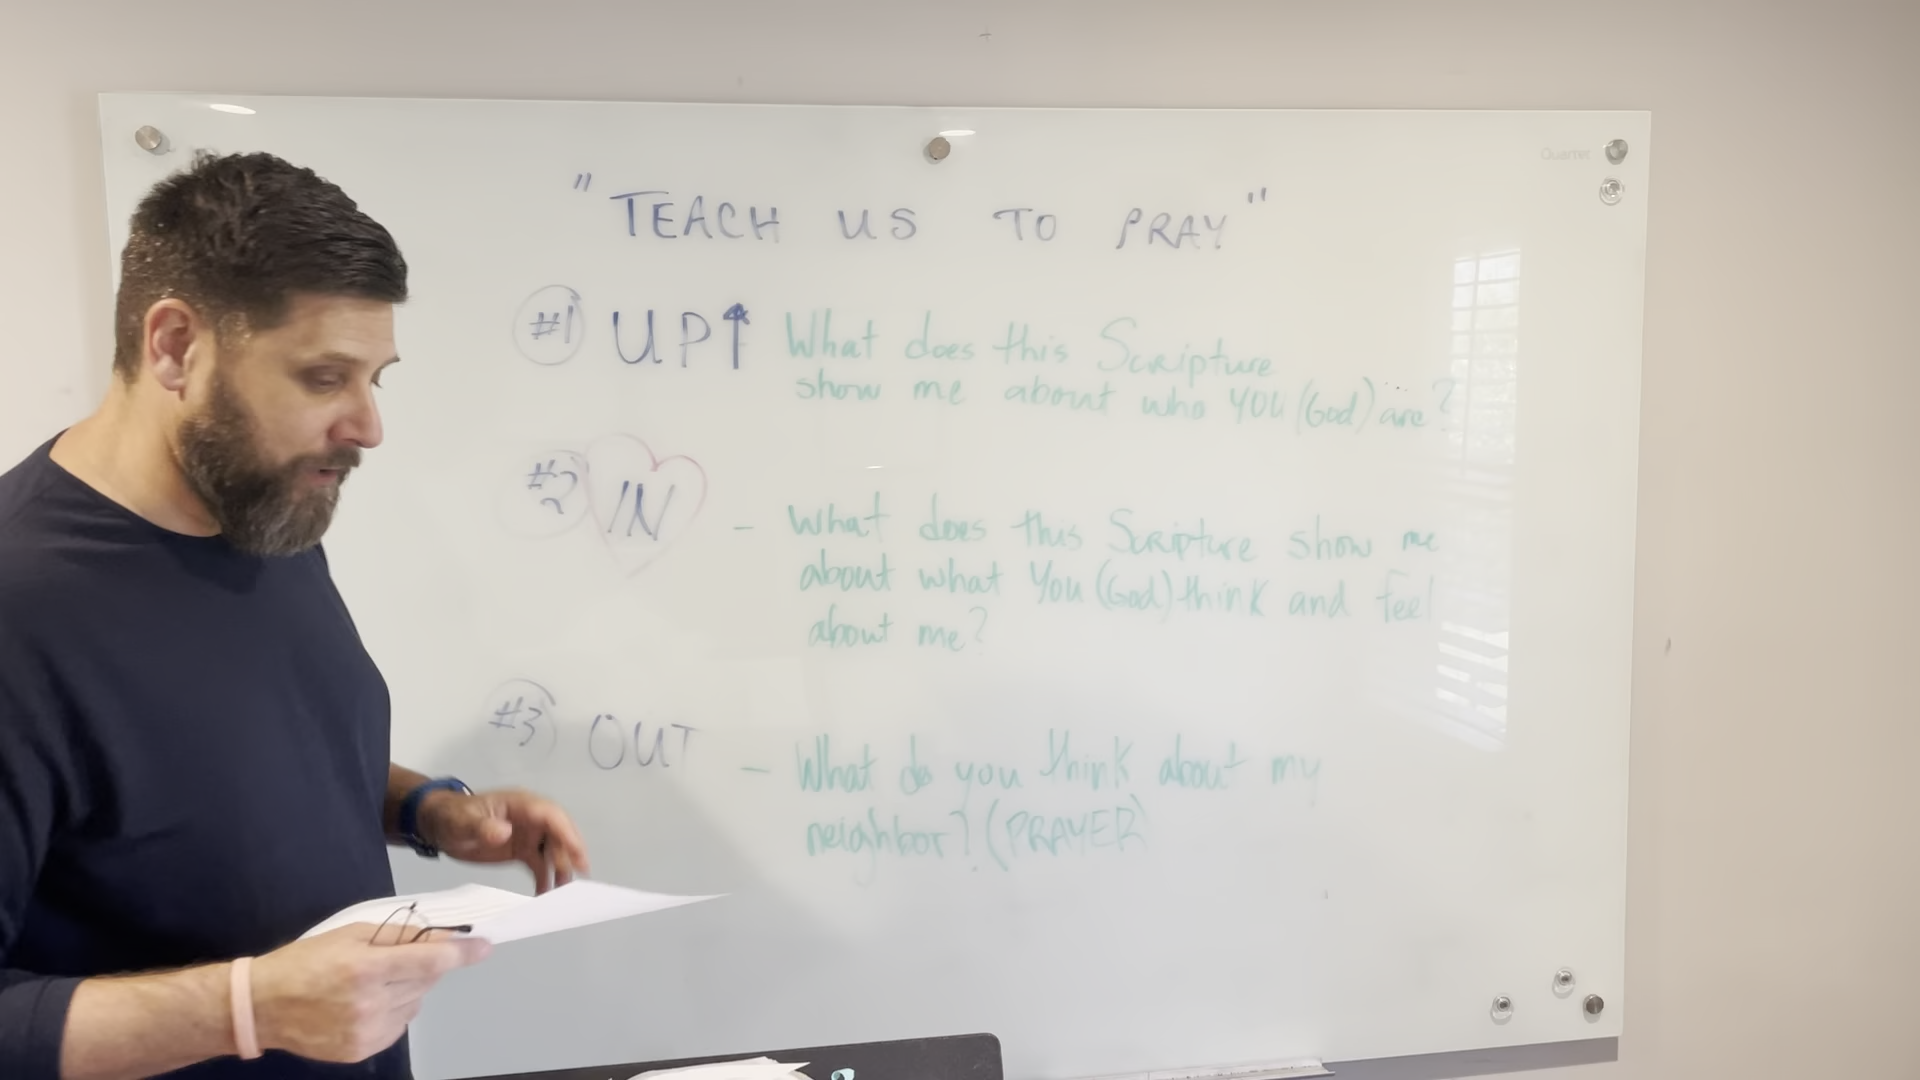 Quartet
"TEACH US TO PRAY"
#1 UP↑ What does this Scripture
show me about who YOU (God) are?
#2 IN - What does this Scripture show me
about what You (God) think and feel
about me?
#3 OUT - What do you think about my
neighbor? (PRAYER)